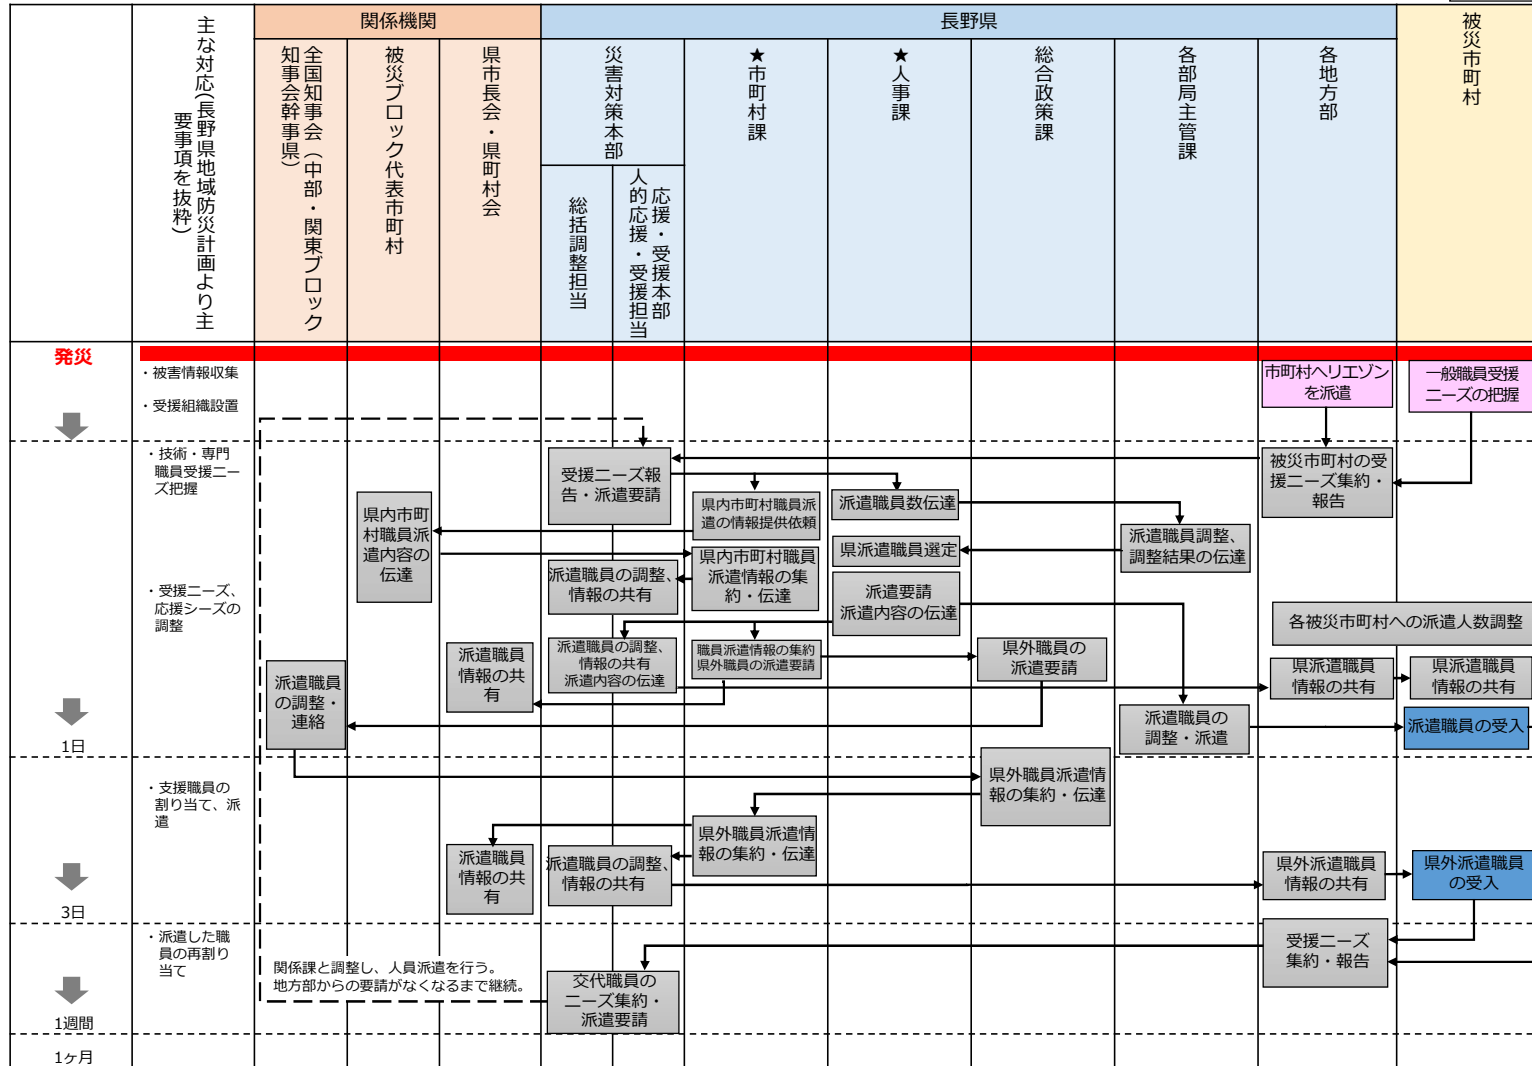 関係機関
長野県
被災市町村
主な対応(長野県地域防災計画より主
要事項を抜粋)
全国知事会(中部・関東ブロック
知事会幹事県)
被災ブロック代表市町村
県市長会・県町村会
災害対策本部
総括調整担当
応援・受援本部
人的応援・受援担当
★市町村課
★人事課
総合政策課
各部局主管課
各地方部
発災
・被害情報収集
・受援組織設置
市町村へリエゾン
を派遣
一般職員受援
ニーズの把握
・技術・専門
職員受援ニー
ズ把握
受援ニーズ報
告・派遣要請
被災市町村の受
援ニーズ集約・
報告
県内市町
村職員派
遣内容の
伝達
県内市町村職員派
遣の情報提供依頼
派遣職員数伝達
派遣職員調整、
調整結果の伝達
県派遣職員選定
県内市町村職員
派遣情報の集
約・伝達
派遣職員の調整、
情報の共有
派遣要請
派遣内容の伝達
・受援ニーズ、
応援シーズの
調整
各被災市町村への派遣人数調整
派遣職員
情報の共
有
派遣職員の調整、
情報の共有
派遣内容の伝達
職員派遣情報の集約
県外職員の派遣要請
県外職員の
派遣要請
県派遣職員
情報の共有
県派遣職員
情報の共有
派遣職員
の調整・
連絡
派遣職員の
調整・派遣
派遣職員の受入
1日
・支援職員の
割り当て、派
遣
県外職員派遣情
報の集約・伝達
県外職員派遣情
報の集約・伝達
派遣職員
情報の共
有
派遣職員の調整、
情報の共有
県外派遣職員
情報の共有
県外派遣職員
の受入
3日
・派遣した職
員の再割り
当て
受援ニーズ
集約・報告
関係課と調整し、人員派遣を行う。
地方部からの要請がなくなるまで継続。
交代職員の
ニーズ集約・
派遣要請
1週間
1ヶ月